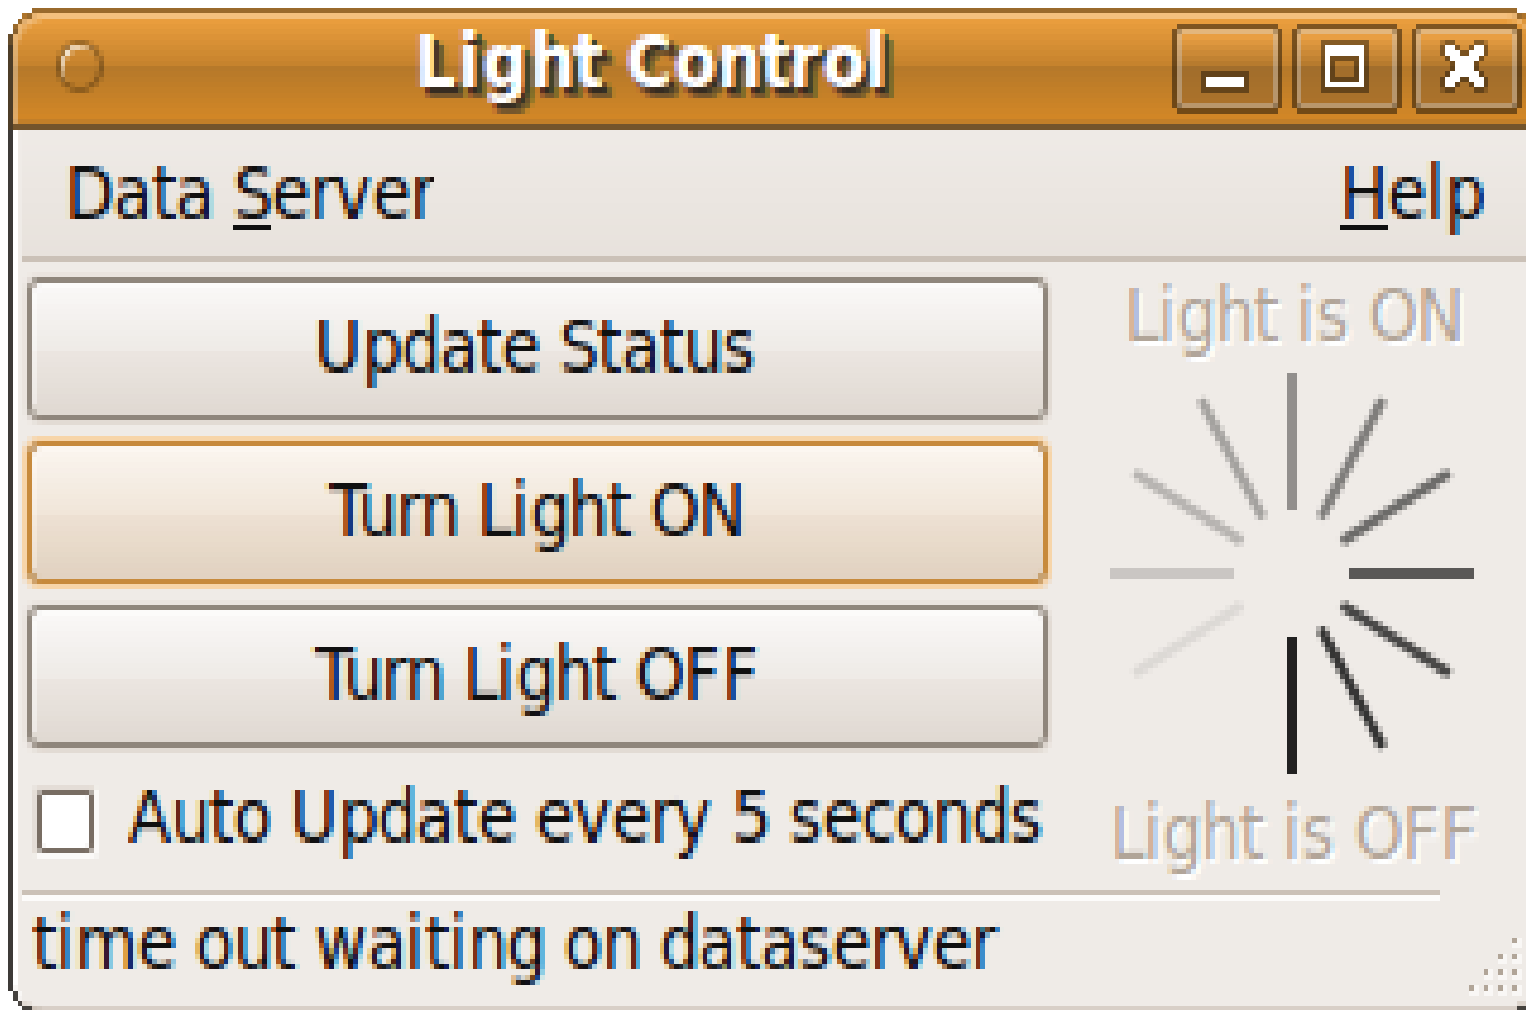 Light Control
Data Server Help
Update Status
Light is ON
Turn Light ON
Turn Light OFF
Auto Update every 5 seconds
Light is OFF
time out waiting on dataserver